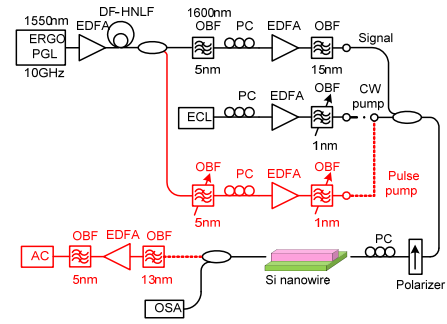 DF-HNLF
1550nm
EDFA
1600nm
OBF PC EDFA OBF
ERGO
PGL
Signal
10GHz
5nm
15nm
PC EDFA OBF
CW
pump
ECL
1nm
OBF PC EDFA OBF
Pulse
pump
5nm
1nm
OBF EDFA OBF
PC
AC
5nm
13nm
Si nanowire
Polarizer
OSA